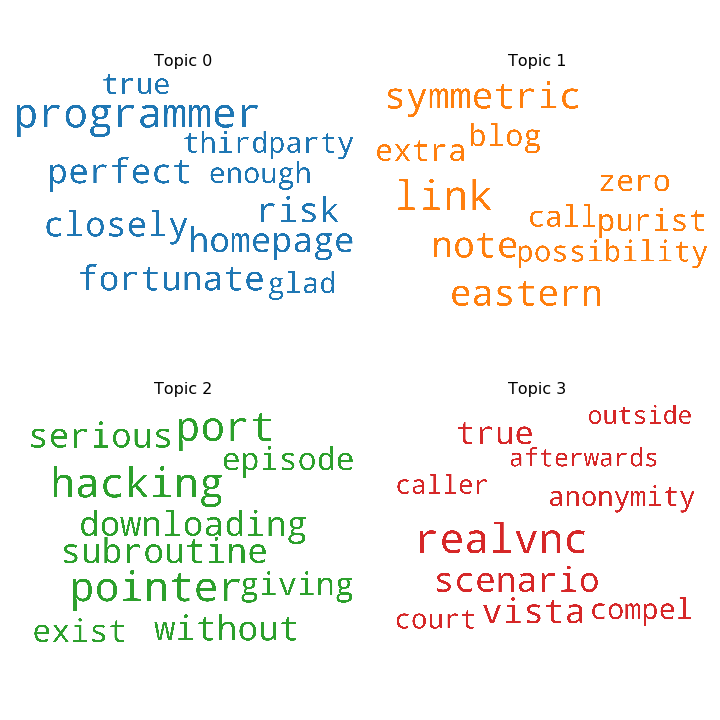 Topic 0
true
programmer
thirdparty
perfect enough
risk
closely
homepage
fortunate glad
Topic 1
symmetric
blog
extra
zero
link
call purist
note possibility
eastern
Topic 2
port
serious
episode
hacking
downloading
subroutine
pointer giving
without
exist
Topic 3
outside
true
afterwards
caller
anonymity
realvnc
scenario
vista compel
court